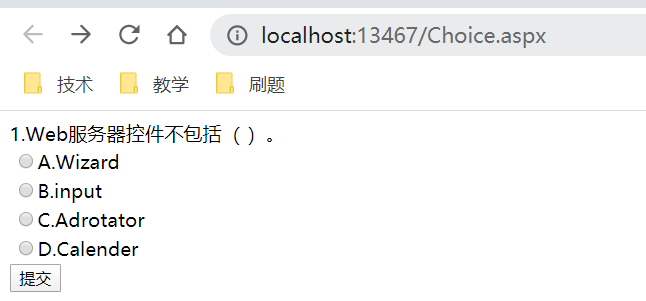 localhost:13467/Choice.aspx
技术 教学 刷题
1.Web服务器控件不包括（ ）。
A.Wizard
B.input
C.Adrotator
D.Calender
提交